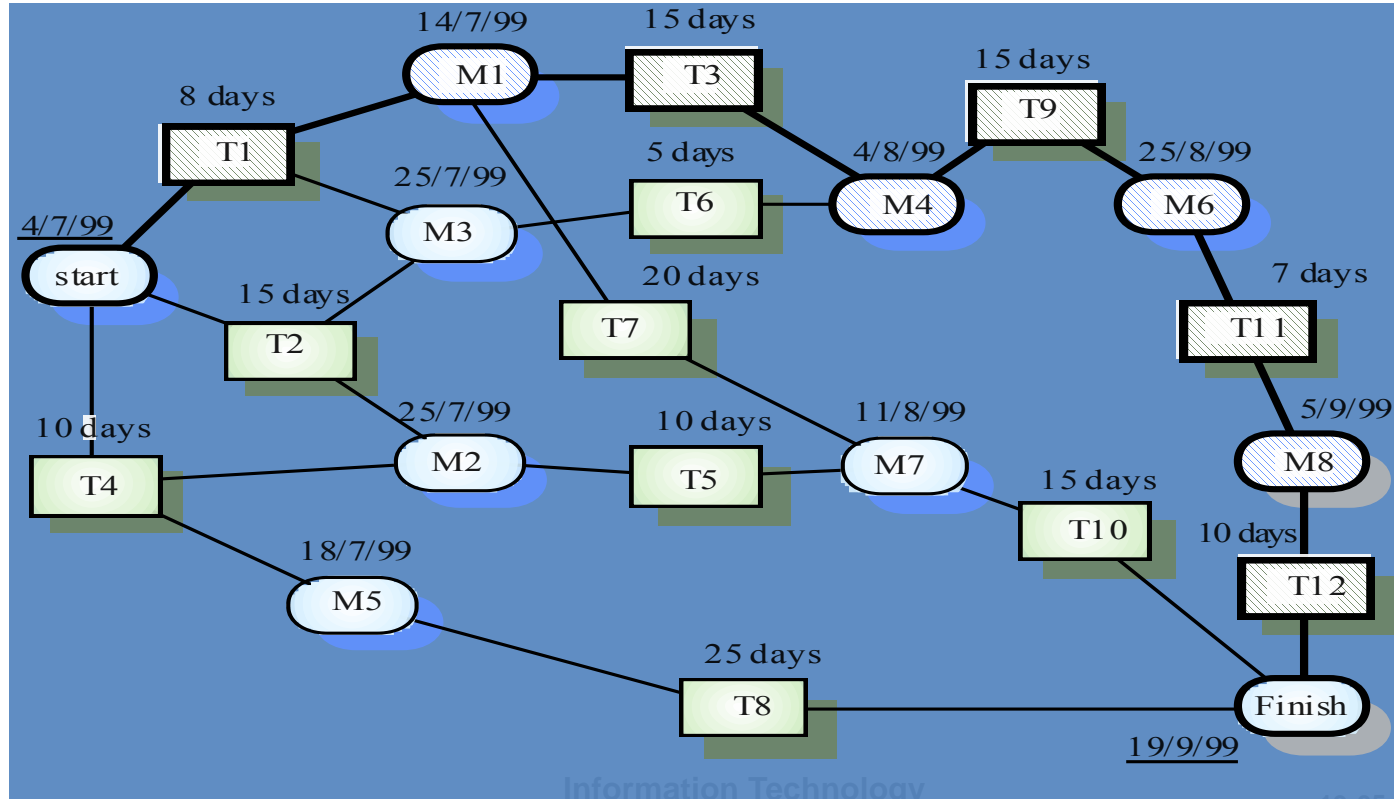 14/7/99
15 days
M1
T3
15 days
8 days
T9
T1
5 days
4/8/99
25/8/99
25/7/99
T6
M4
M6
4/7/99
M3
start
20 days
7 days
15 days
T7
T11
T2
25/7/99
11/8/99
5/9/99
10 days
10 days
M2
M7
M8
T4
T5
15 days
T10
10 days
18/7/99
T12
M5
25 days
T8
Finish
19/9/99
Information Technology